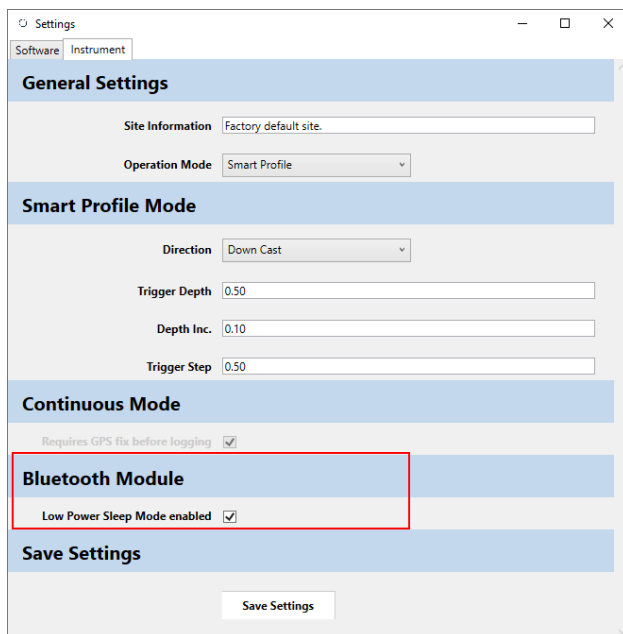 Settings
Software Instrument
General Settings
Site Information Factory default site.
Operation Mode Smart Profile
Smart Profile Mode
Direction Down Cast
Trigger Depth 0.50
Depth Inc. 0.10
Trigger Step 0.50
Continuous Mode
Requires GPS fix before logging
Bluetooth Module
Low Power Sleep Mode enabled
Save Settings
Save Settings